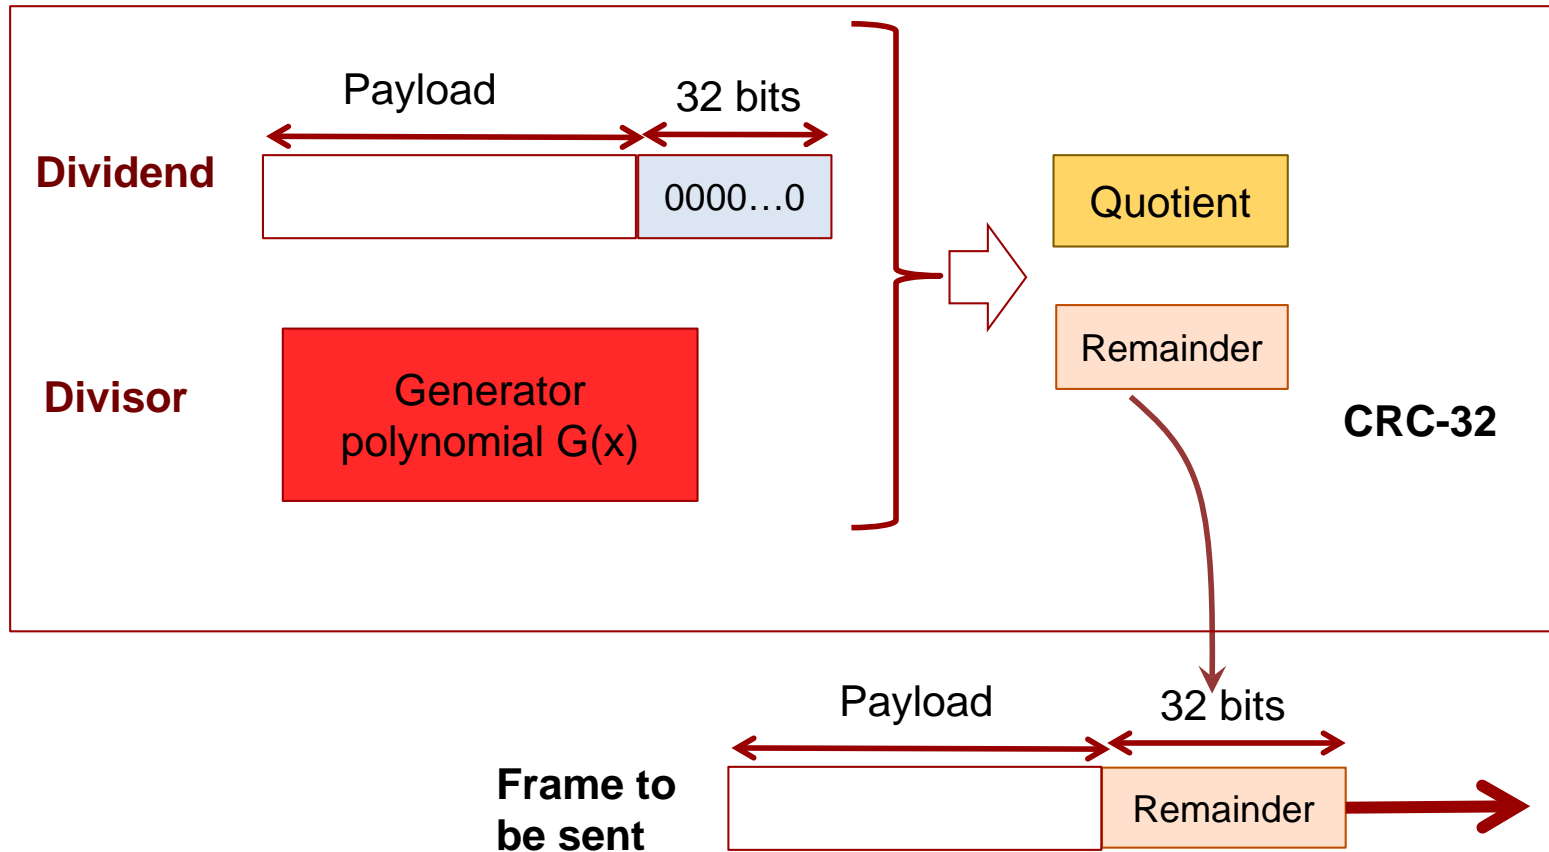 Payload
32 bits
Dividend
0000…0
Quotient
Remainder
Divisor
Generator
polynomial G(x)
CRC-32
Payload
32 bits
Frame to
be sent
Remainder